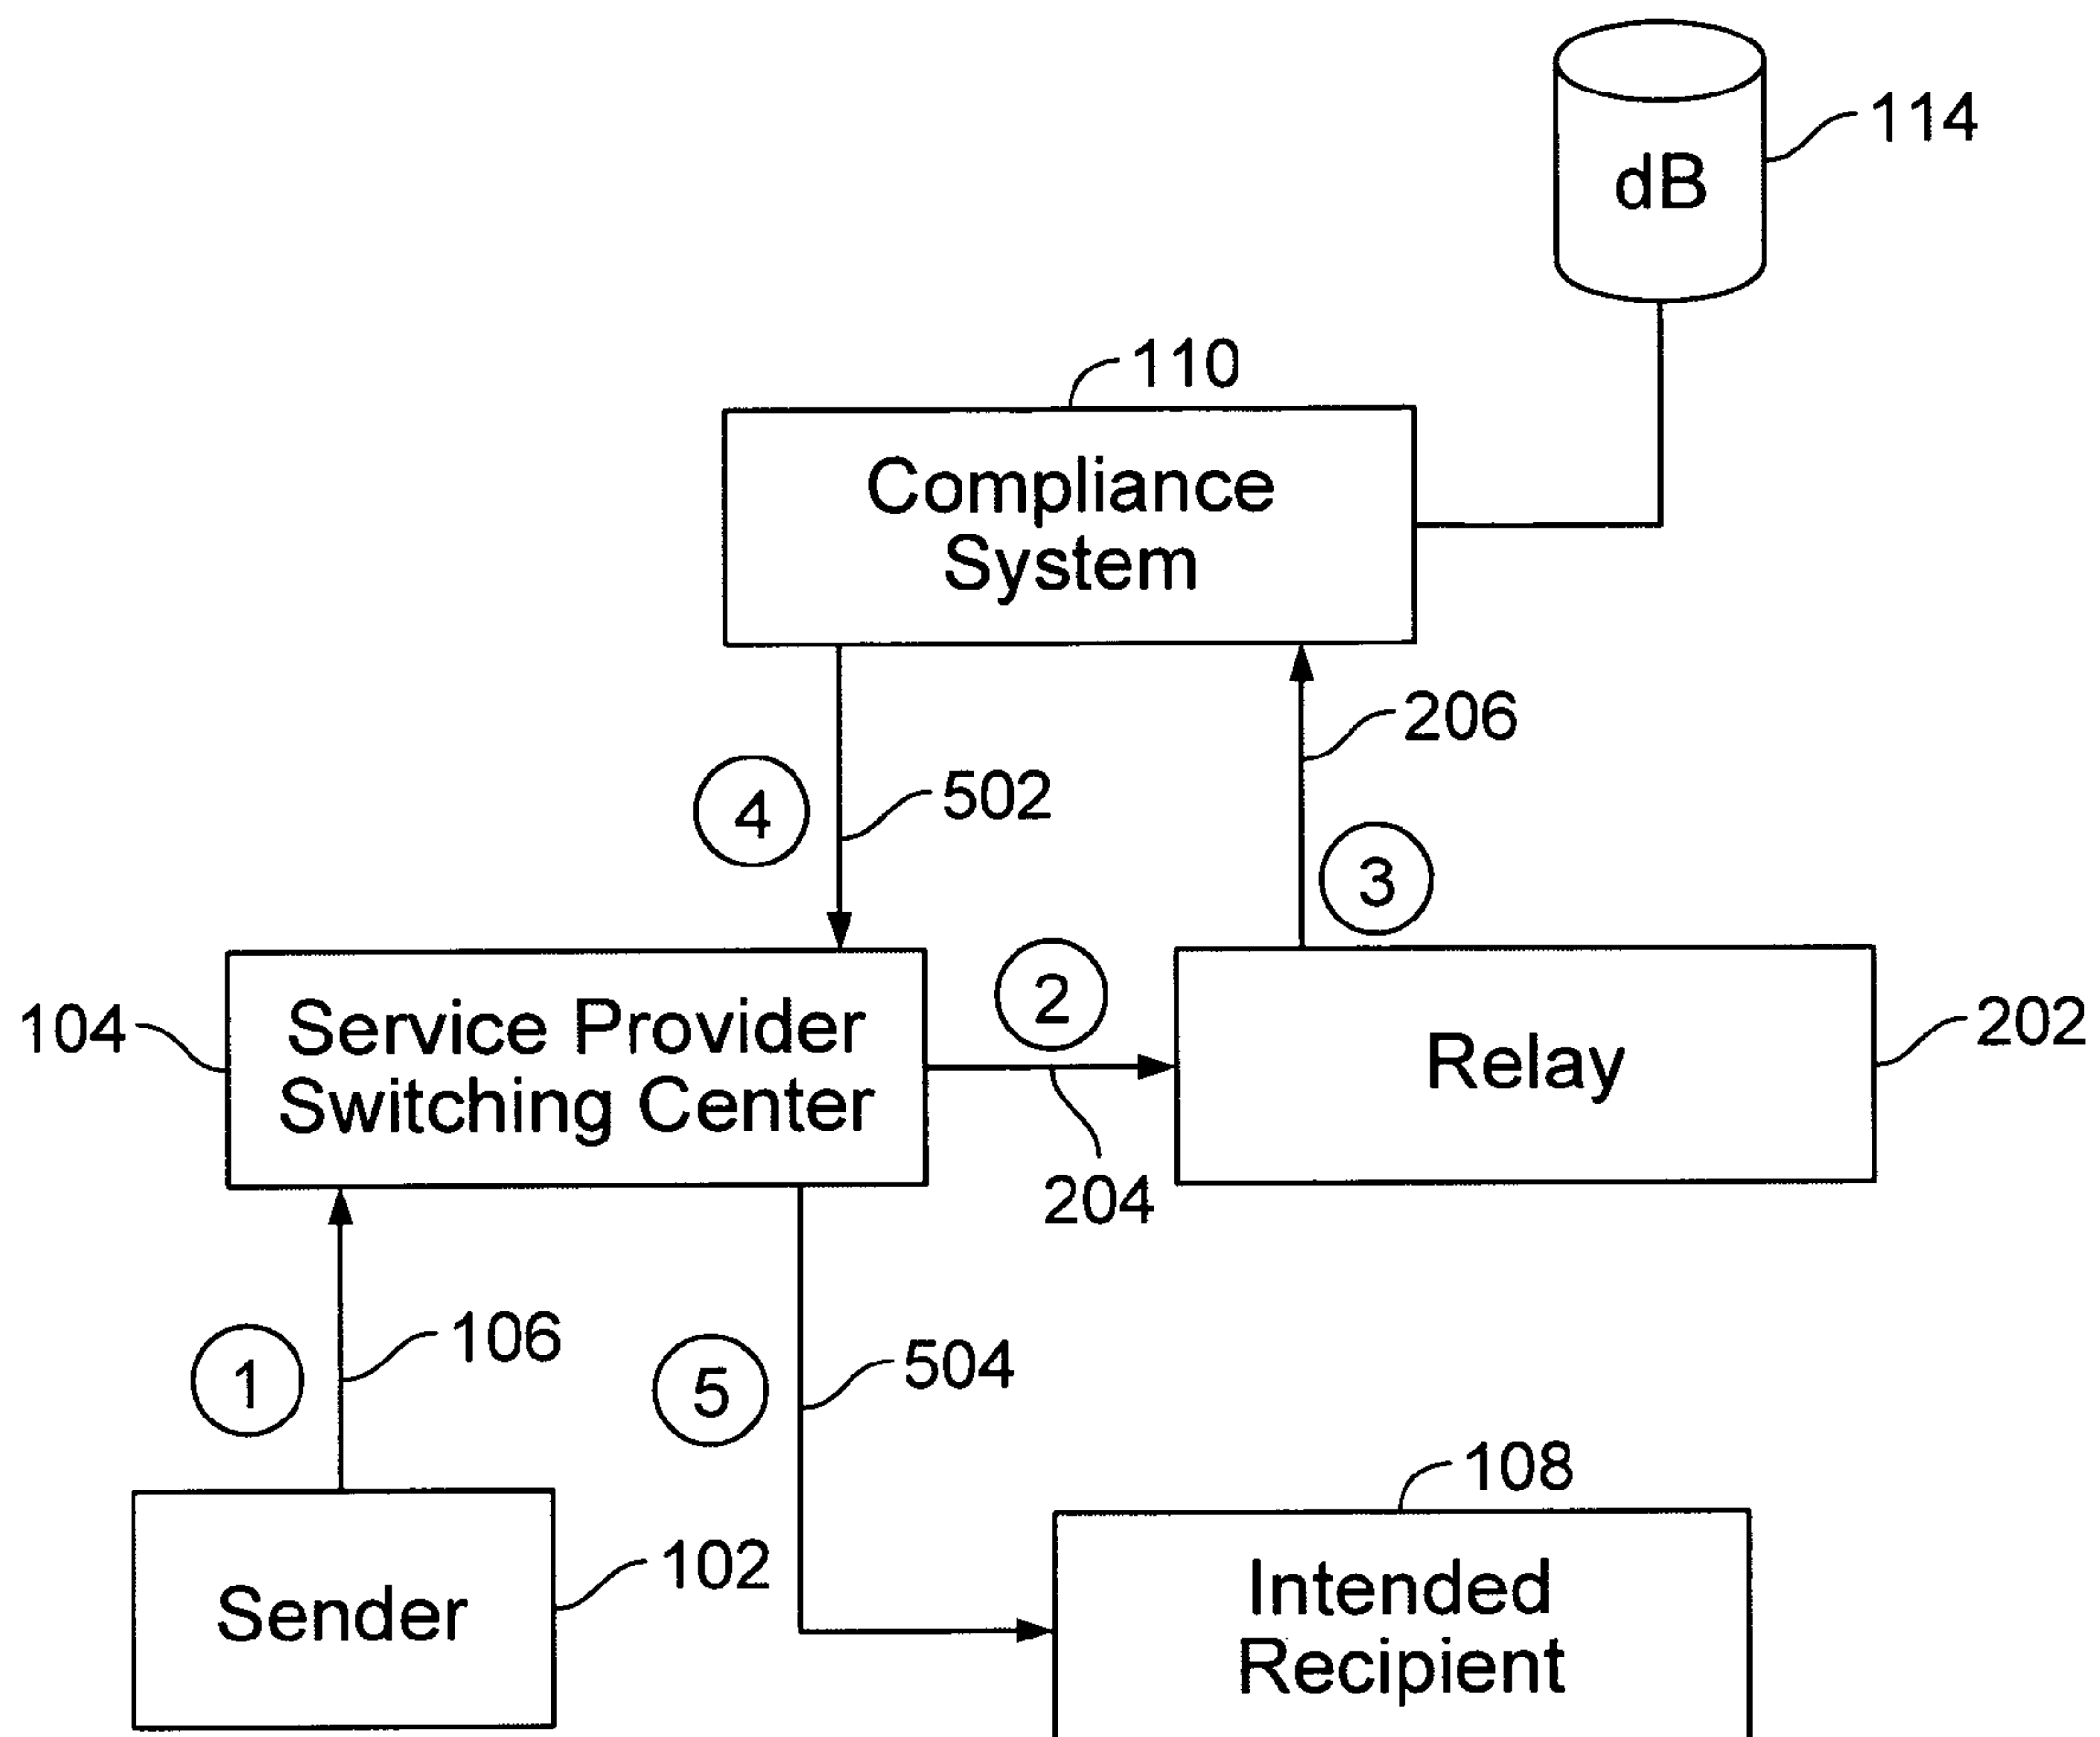 dB
114
110
Compliance
System
206
4
502
3
2
104
Service Provider
Switching Center
Relay
202
204
1
106
5
504
108
102
Sender
Intended
Recipient